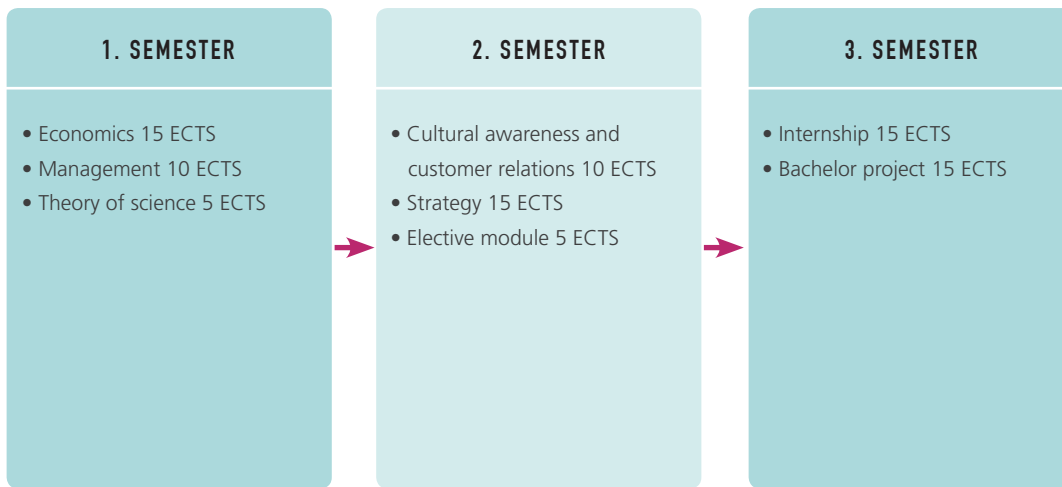 1. SEMESTER
• Economics 15 ECTS
• Management 10 ECTS
• Theory of science 5 ECTS
2. SEMESTER
• Cultural awareness and
customer relations 10 ECTS
• Strategy 15 ECTS
• Elective module 5 ECTS
3. SEMESTER
• Internship 15 ECTS
• Bachelor project 15 ECTS